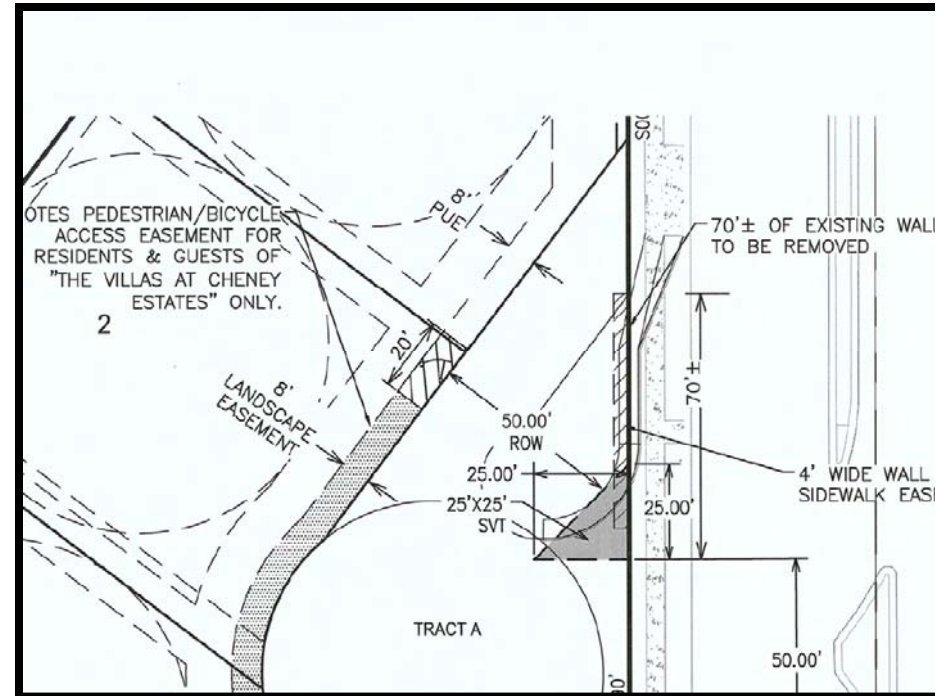 8'
PUE
OTES PEDESTRIAN/BICYCLE
ACCESS EASEMENT FOR
RESIDENTS & GUESTS OF
"THE VILLAS AT CHENEY
ESTATES" ONLY.
2
70'± OF EXISTING WAL
TO BE REMOVED
20'
8'
LANDSCAPE
EASEMENT
70'±
50.00'
ROW
25.00'
25'X25'
SVT
25.00'
4' WIDE WALL
SIDEWALK EAS
TRACT A
50.00'